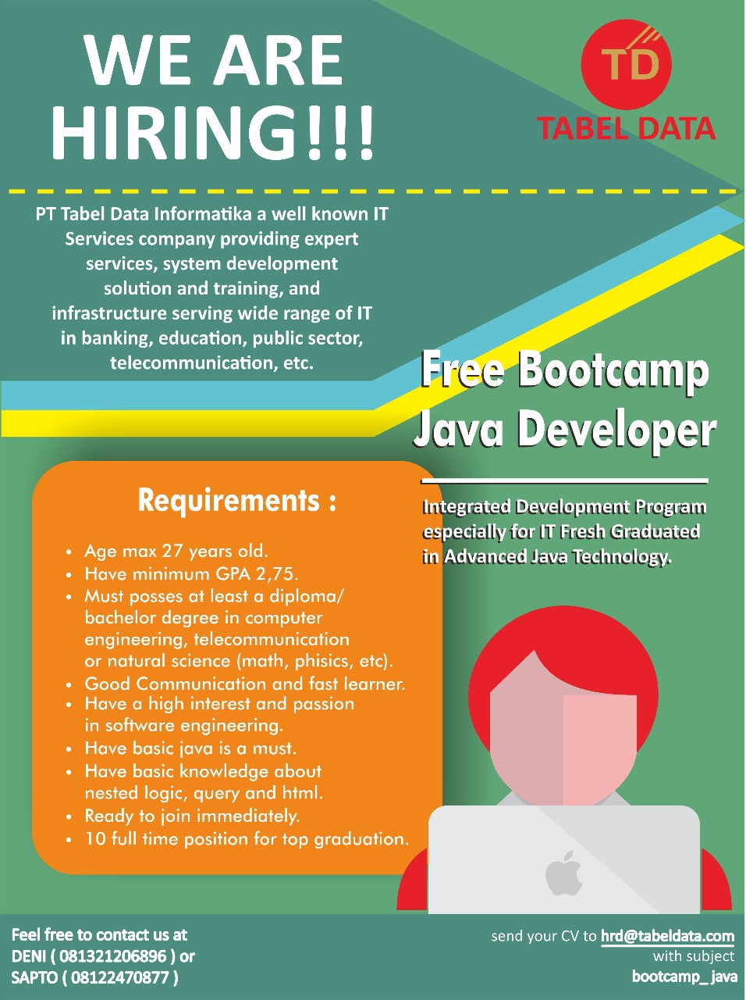 WE ARE
HIRING!!!
TD
TABEL DATA
PT Tabel Data Informatika a well known IT
Services company providing expert
services, system development
solution and training, and
infrastructure serving wide range of IT
in banking, education, public sector,
telecommunication, etc.
Free Bootcamp
Java Developer
Integrated Development Program
especially for IT Fresh Graduated
in Advanced Java Technology.
Requirements :
• Age max 27 years old.
• Have minimum GPA 2,75.
• Must posses at least a diploma/
bachelor degree in computer
engineering, telecommunication
or natural science (math, phisics, etc).
• Good Communication and fast learner.
• Have a high interest and passion
in software engineering.
• Have basic java is a must.
• Have basic knowledge about
nested logic, query and html.
• Ready to join immediately.
• 10 full time position for top graduation.
Feel free to contact us at
DENI ( 081321206896 ) or
SAPTO ( 08122470877 )
send your CV to hrd@tabeldata.com
with subject
bootcamp_java